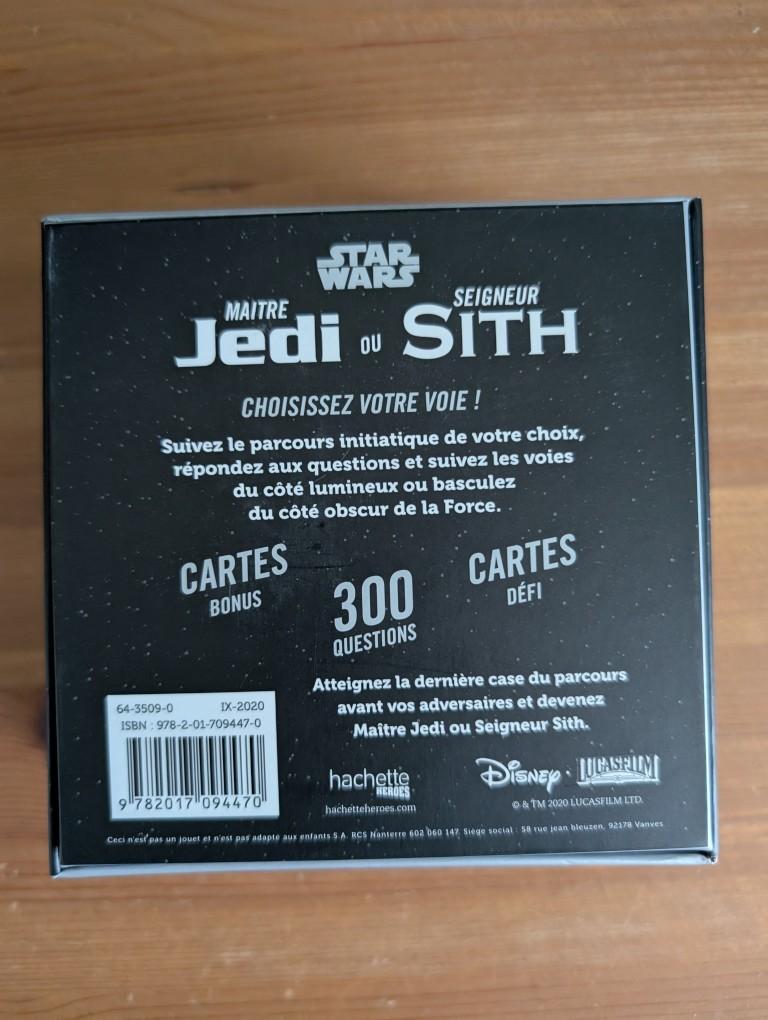 STAR
WARS
MAITRE
Jedi OU SEIGNEUR SITH
CHOISISSEZ VOTRE VOIE !
Suivez le parcours initiatique de votre choix,
répondez aux questions et suivez les voies
du côté lumineux ou basculez
du côté obscur de la Force.
CARTES
BONUS
300
QUESTIONS
CARTES
DÉFI
Atteignez la dernière case du parcours
avant vos adversaires et devenez
Maître Jedi ou Seigneur Sith.
64-3509-0 IX-2020
ISBN : 978-2-01-709447-0
9 782017 094470
hachette
HEROES
hachetteheroes.com
Disney · LUCASFILM
© & TM 2020 LUCASFILM LTD.
Ceci n'est pas un jouet et n'est pas adapté aux enfants S.A. RCS Nanterre 602 060 147. Siège social : 58 rue jean bleuzen, 92178 Vanves